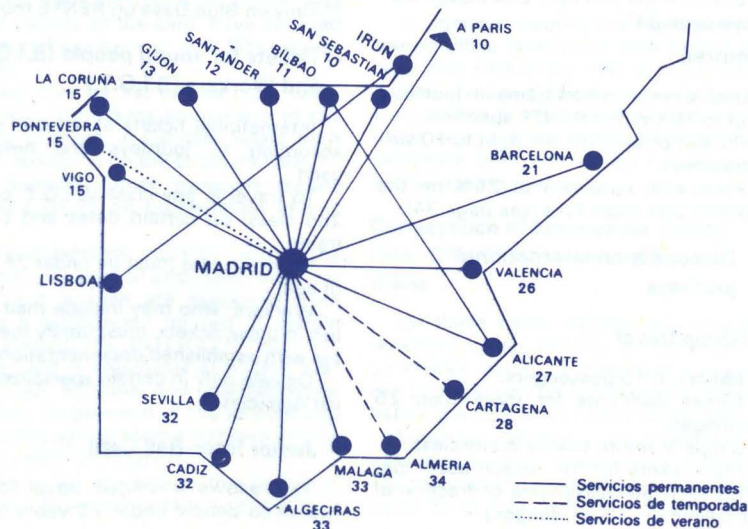 A PARIS
10
IRUN
SAN SEBASTIAN
10
BILBAO
11
SANTANDER
12
GIJON
13
LA CORUÑA
15
PONTEVEDRA
15
VIGO
15
BARCELONA
21
LISBOA
MADRID
VALENCIA
26
ALICANTE
27
CARTAGENA
28
SEVILLA
32
CADIZ
32
ALGECIRAS
33
MALAGA
33
ALMERIA
34
Servicios permanentes
Servicios de temporada
Servicios de verano